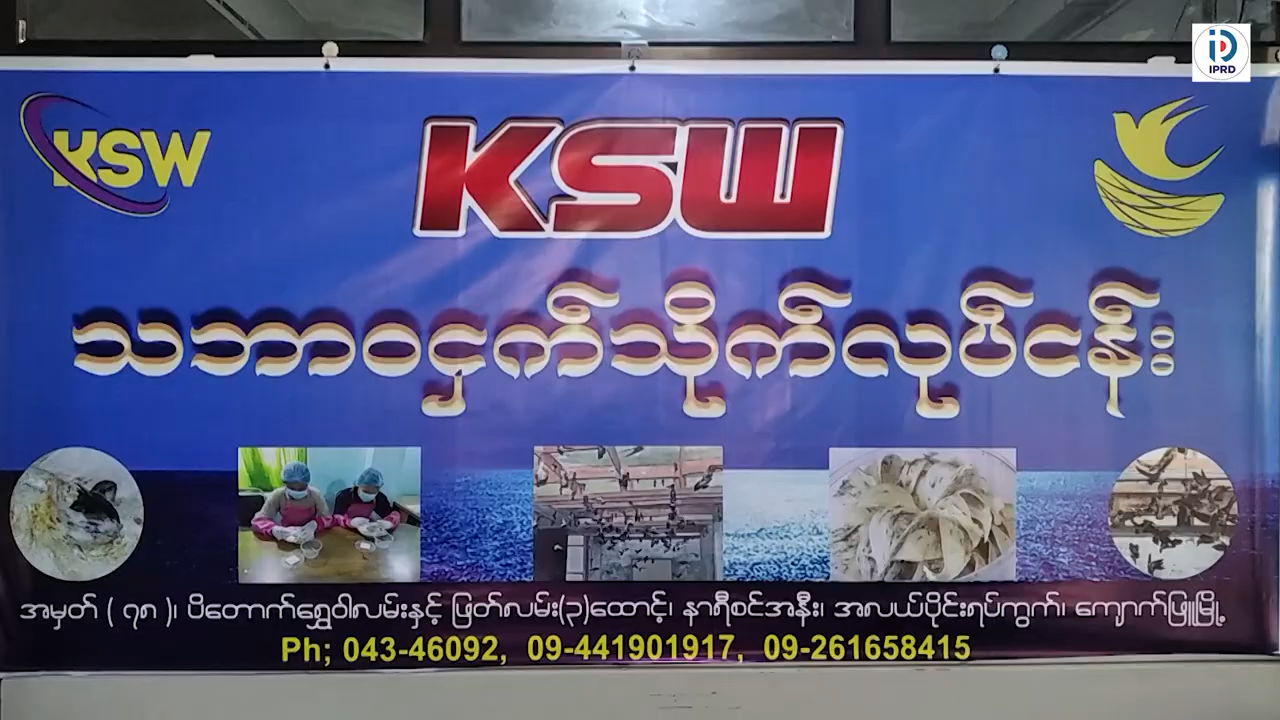 IPRD
KSW
KSW
သဘာဝငှက်သိုက်လုပ်ငန်း
အမှတ် ( ၇၈ )၊ ပိတောက်ရွှေဝါလမ်းနှင့် ဖြတ်လမ်း(၃)ထောင့်၊ နာရီစင်အနီး၊ အလယ်ပိုင်းရပ်ကွက်၊ ကျောက်ဖြူမြို့
Ph; 043-46092, 09-441901917, 09-261658415